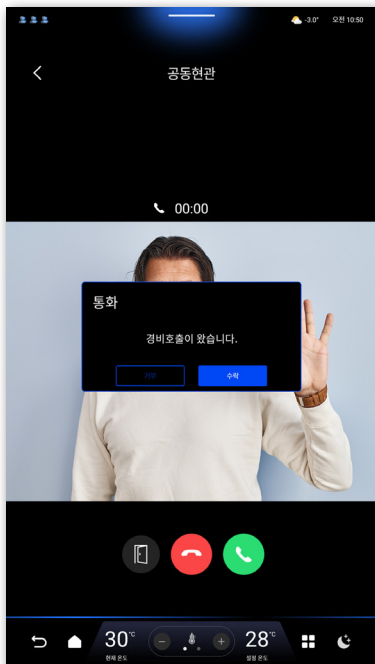 -3.0° 오전 10:50
공동현관
00:00
통화
경비호출이 왔습니다.
거절 수락
30°C 28°C
현재 온도 설정 온도